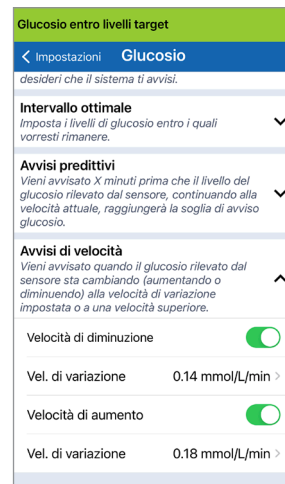 Glucoso entro livelli target
Impostazioni Glucosio
desideri che il sistema ti avvisi.
Intervallo ottimale
Imposta i livelli di glucosio entro i quali
vorresti rimanere.
Avvisi predittivi
Vieni avvisato X minuti prima che il livello del
glucosio rilevato dal sensore, continuando alla
velocità attuale, raggiungerà la soglia di avviso
glucosio.
Avvisi di velocità
Vieni avvisato quando il glucosio rilevato dal
sensore sta cambiando (aumentando o
diminuendo) alla velocità di variazione
impostata o a una velocità superiore.
Velocità di diminuzione
Vel. di variazione 0.14 mmol/L/min
Velocità di aumento
Vel. di variazione 0.18 mmol/L/min